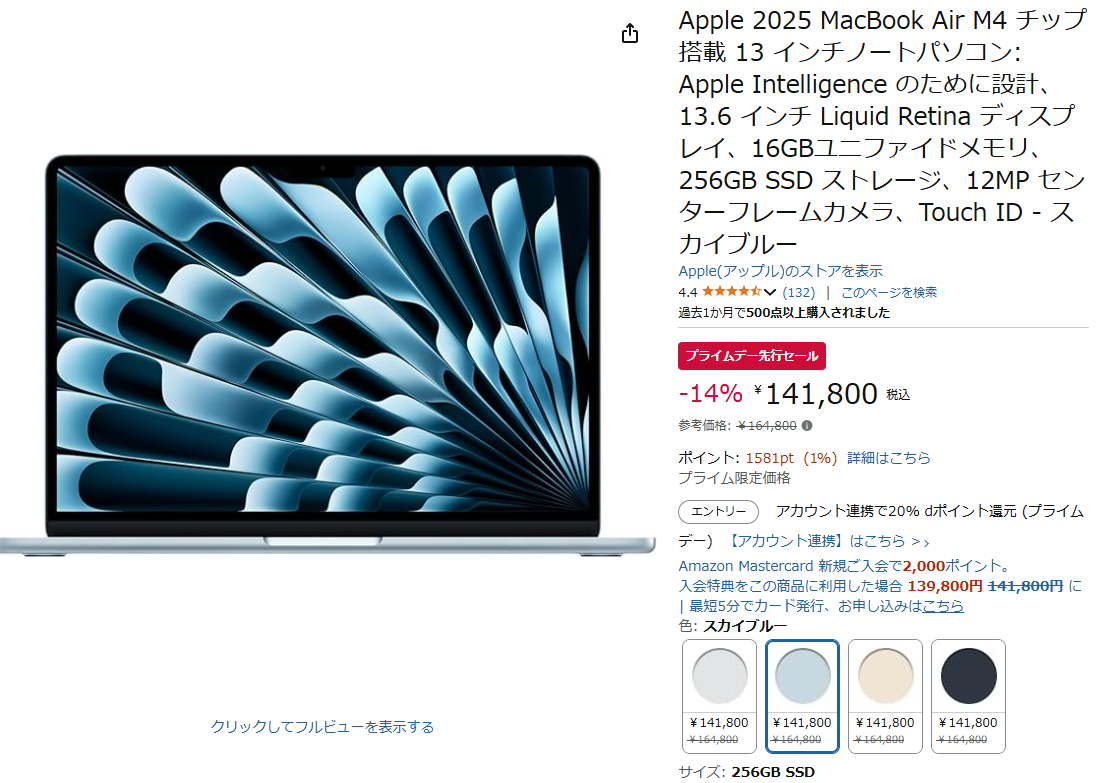 Apple 2025 MacBook Air M4 チップ
搭載 13 インチノートパソコン:
Apple Intelligence のために設計、
13.6 インチ Liquid Retina ディスプ
レイ、16GBユニファイドメモリ、
256GB SSD ストレージ、12MP セン
ターフレームカメラ、Touch ID - ス
カイブルー
Apple(アップル)のストアを表示
4.4 (132) | このページを検索
過去1か月で500点以上購入されました
プライムデー先行セール
-14% ¥141,800 税込
参考価格: ¥164,800
ポイント: 1581pt (1%) 詳細はこちら
プライム限定価格
エントリー アカウント連携で20% dポイント還元 (プライム
デー) 【アカウント連携】はこちら >>
Amazon Mastercard 新規ご入会で2,000ポイント。
入会特典をこの商品に利用した場合 139,800円 141,800円 に
| 最短5分でカード発行、お申し込みはこちら
色: スカイブルー
¥141,800 ¥141,800 ¥141,800 ¥141,800
¥164,800 ¥164,800 ¥164,800 ¥164,800
クリックしてフルビューを表示する
サイズ: 256GB SSD